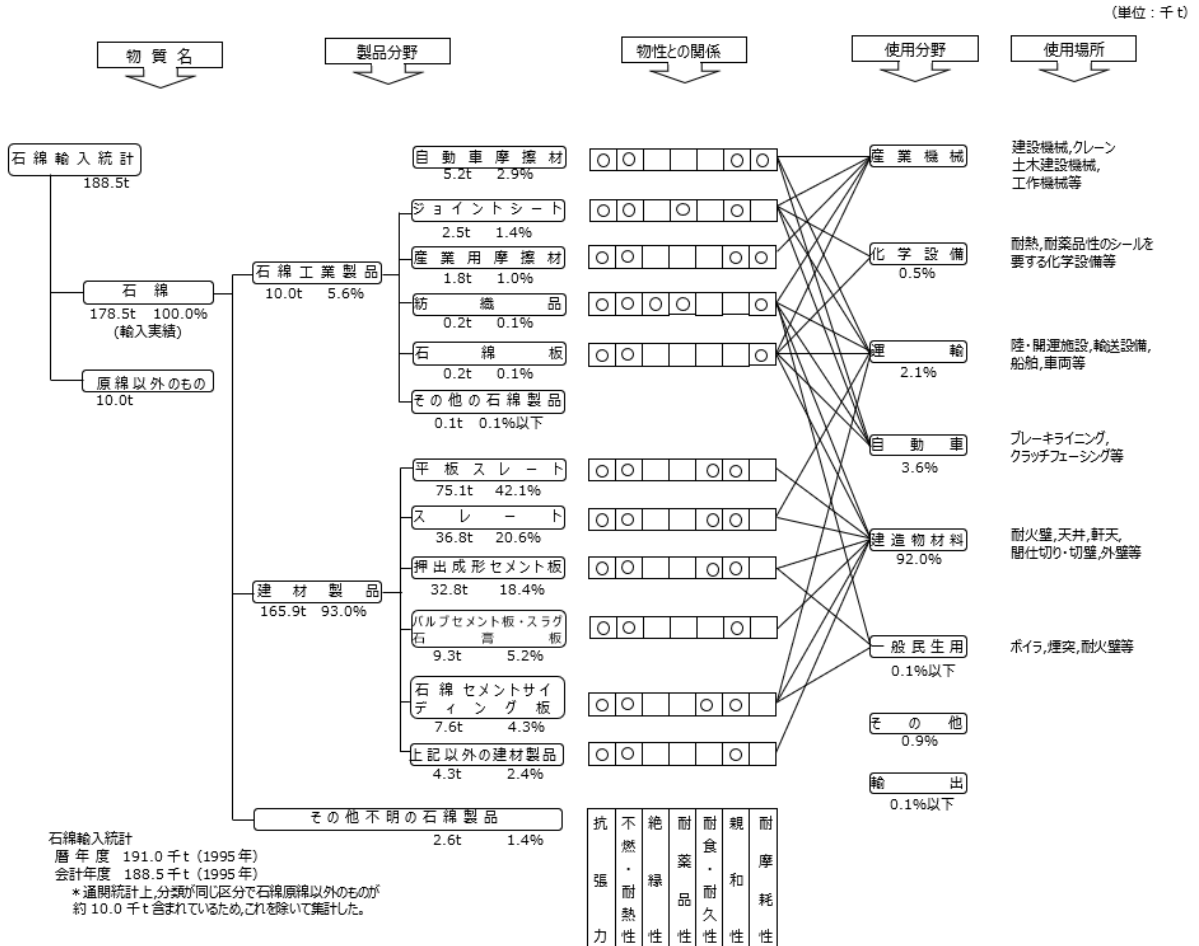 (単位：千t)
物質名
製品分野
物性との関係
使用分野
使用場所
石綿輸入統計
188.5t
石綿
178.5t 100.0%
(輸入実績)
原綿以外のもの
10.0t
石綿工業製品
10.0t 5.6%
建材製品
165.9t 93.0%
その他不明の石綿製品
2.6t 1.4%
自動車摩擦材
5.2t 2.9%
ジョイントシート
2.5t 1.4%
産業用摩擦材
1.8t 1.0%
紡織品
0.2t 0.1%
石綿板
0.2t 0.1%
その他の石綿製品
0.1t 0.1%以下
平板スレート
75.1t 42.1%
スレート
36.8t 20.6%
押出成形セメント板
32.8t 18.4%
パルプセメント板・スラグ
石膏板
9.3t 5.2%
石綿セメントサイ
ディング板
7.6t 4.3%
上記以外の建材製品
4.3t 2.4%
抗張力
不燃・耐熱性
絶縁性
耐薬品性
耐食・耐久性
親和性
耐摩耗性
産業機械
建設機械,クレーン
土木建設機械,
工作機械等
化学設備
0.5%
耐熱,耐薬品性のシールを
要する化学設備等
運輸
2.1%
陸・開運施設,輸送設備,
船舶,車両等
自動車
3.6%
ブレーキライニング,
クラッチフェーシング等
建造物材料
92.0%
耐火壁,天井,軒天,
間仕切り・切壁,外壁等
一般民生用
0.1%以下
ボイラ,煙突,耐火壁等
その他
0.9%
輸出
0.1%以下
石綿輸入統計
暦年度 191.0千t (1995年)
会計年度 188.5千t (1995年)
＊通関統計上,分類が同じ区分で石綿原綿以外のものが
約10.0千t含まれているため,これを除いて集計した。